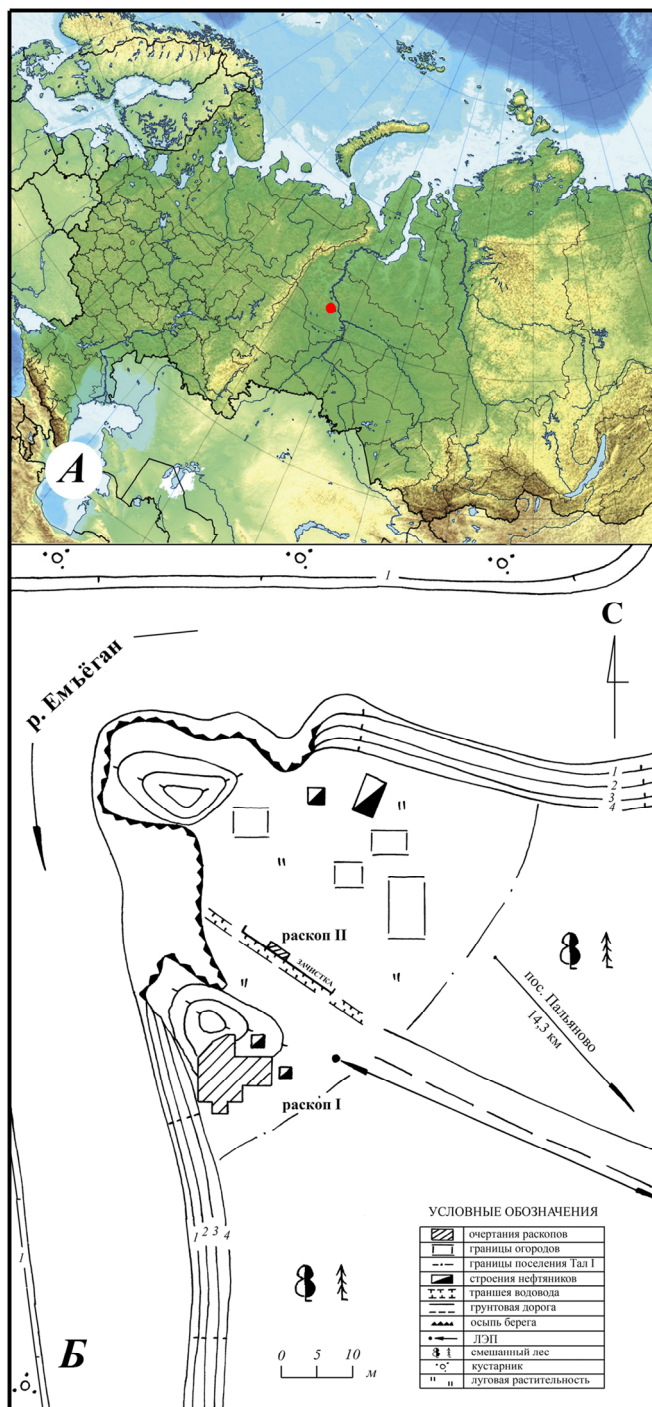 А
1
С
р. Емъёган
1
2
3
4
раскоп II
зачистка
пос. Пальяново
14,3 км
раскоп I
1 2 3 4
1
УСЛОВНЫЕ ОБОЗНАЧЕНИЯ
очертания раскопов
границы огородов
границы поселения Тал I
строения нефтяников
траншея водовода
грунтовая дорога
осыпь берега
ЛЭП
смешанный лес
кустарник
луговая растительность
Б
0 5 10
м